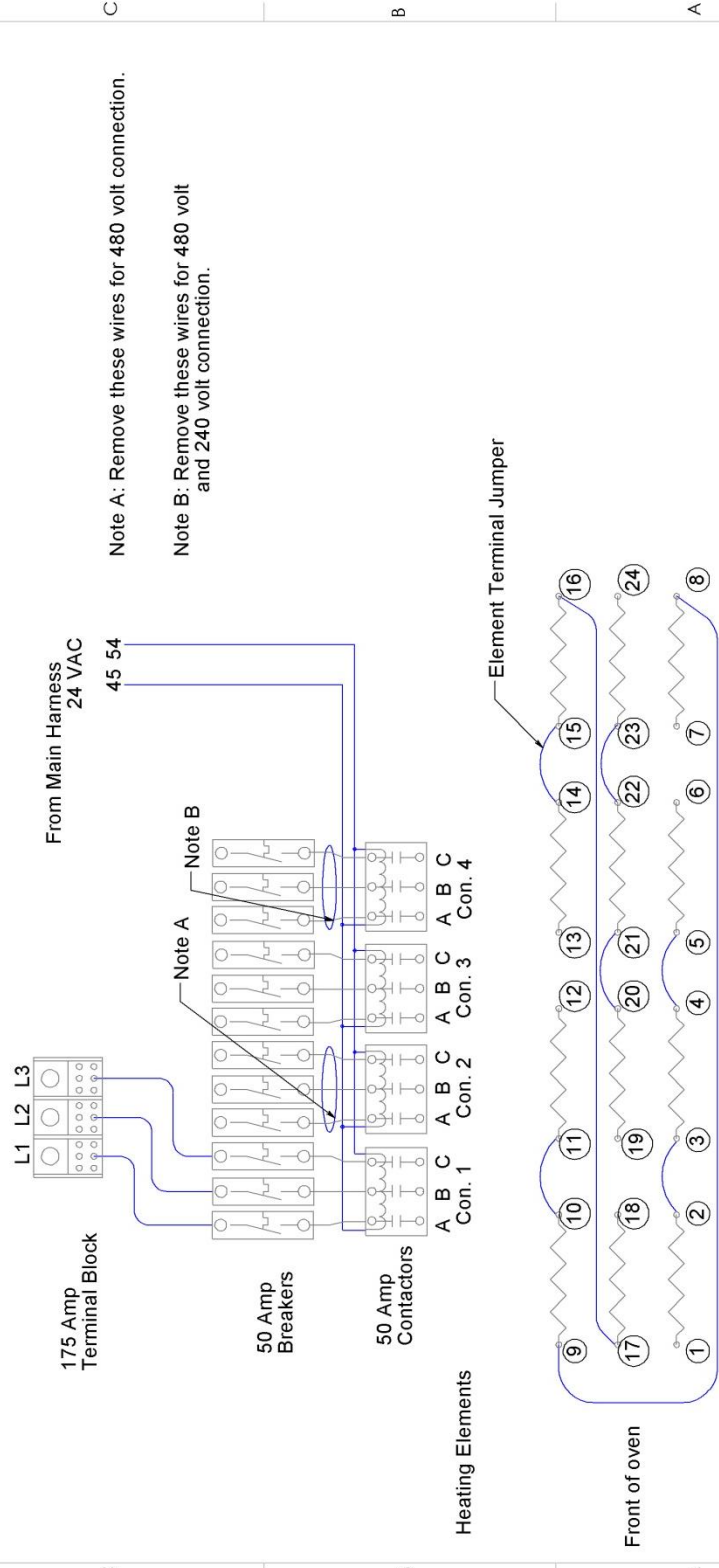 C
B
A
From Main Harness
24 VAC
45 54
Note A: Remove these wires for 480 volt connection.
Note B: Remove these wires for 480 volt
and 240 volt connection.
L1 L2 L3
175 Amp
Terminal Block
Note A
Note B
50 Amp
Breakers
50 Amp
Contactors
A B C
Con. 1
A B C
Con. 2
A B C
Con. 3
A B C
Con. 4
Heating Elements
Element Terminal Jumper
Front of oven
9 10 11 12 13 14 15 16
17 18 19 20 21 22 23 24
1 2 3 4 5 6 7 8